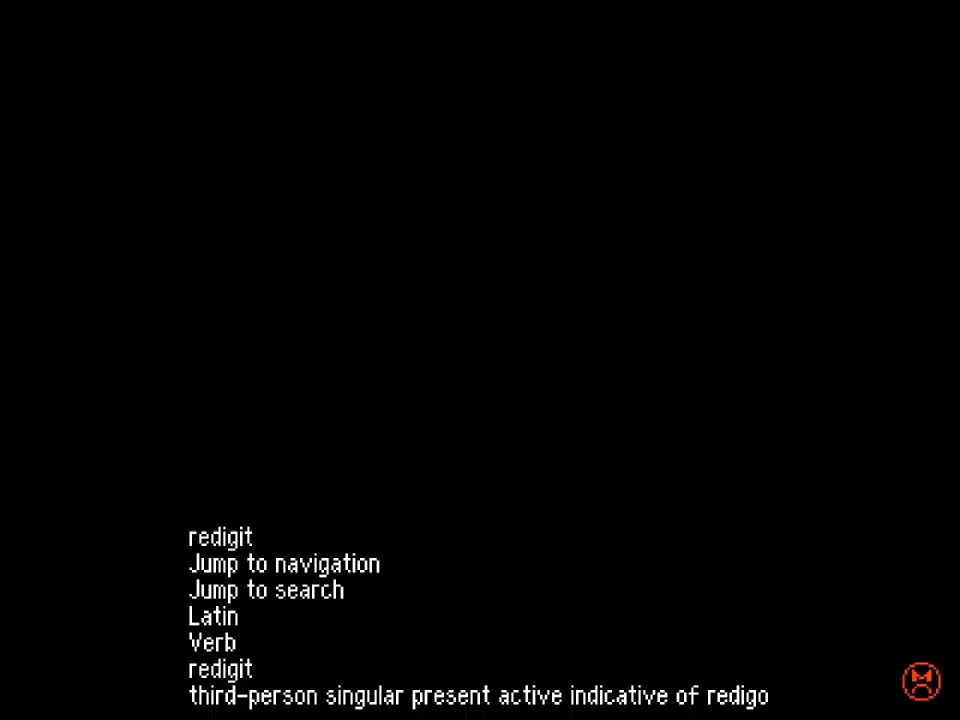 redigit
Jump to navigation
Jump to search
Latin
Verb
redigit
third-person singular present active indicative of redigo